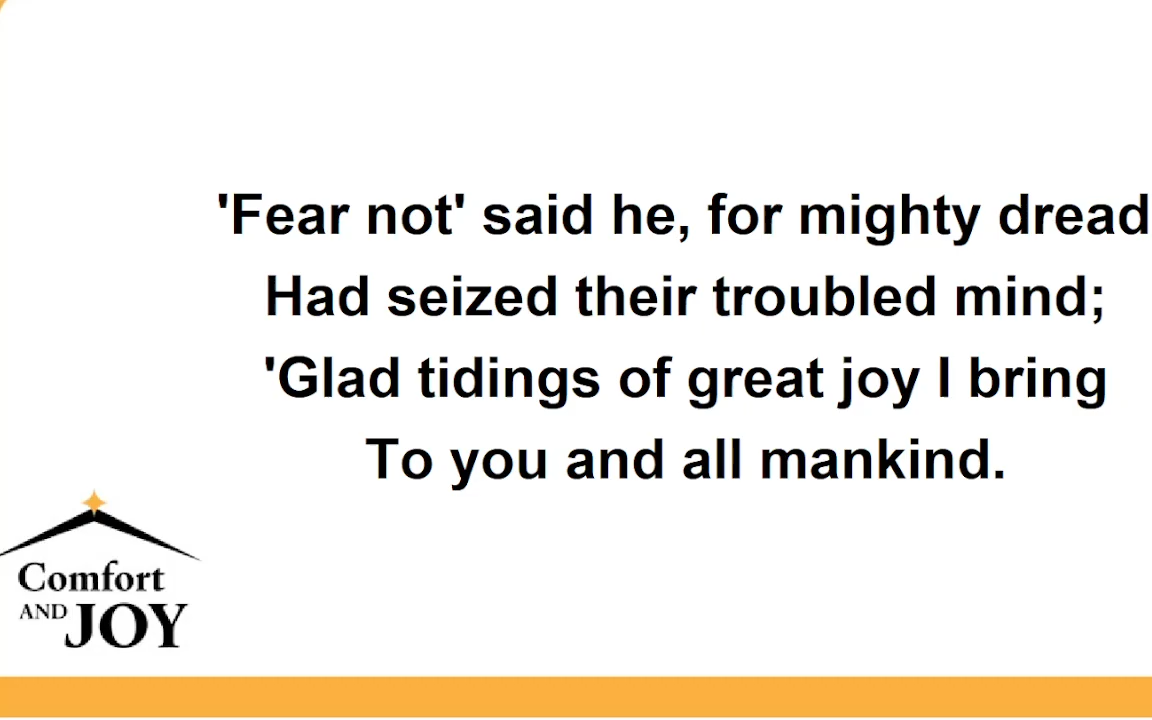 'Fear not' said he, for mighty dread
Had seized their troubled mind;
'Glad tidings of great joy I bring
To you and all mankind.
Comfort
AND JOY